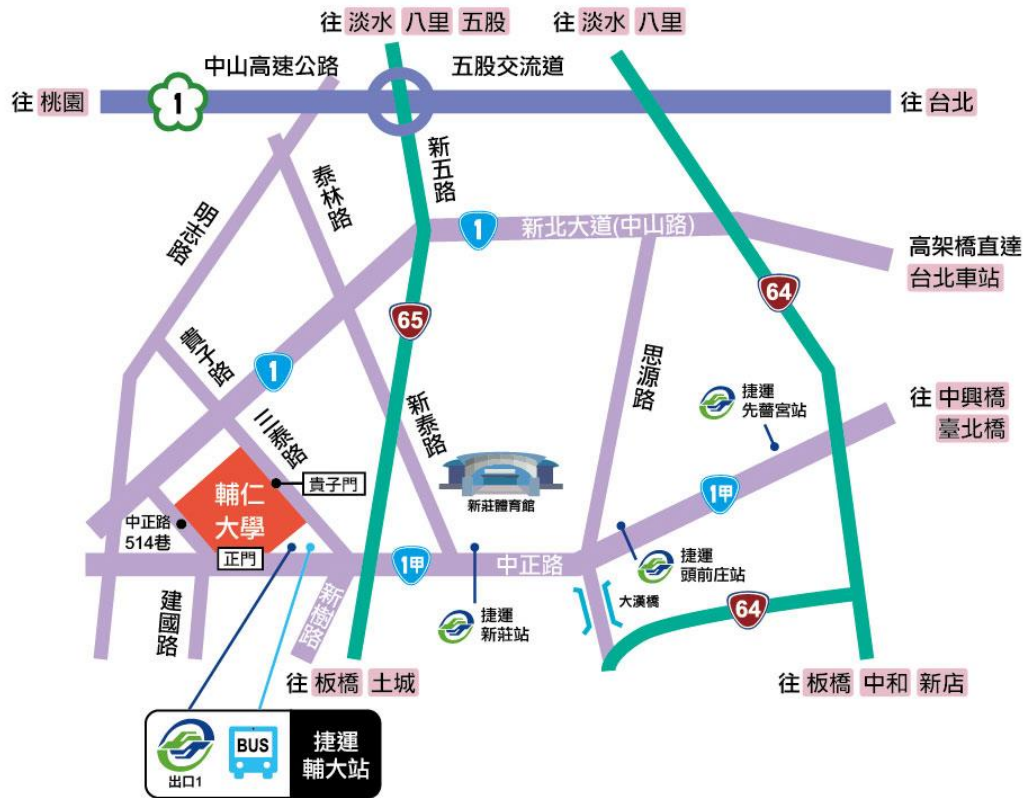 往 淡水 八里 五股
往 淡水 八里
中山高速公路
五股交流道
往 桃園
1
往 台北
新五路
泰林路
明志路
1
新北大道(中山路)
高架橋直達
台北車站
64
65
貴子路
1
思源路
捷運
先嗇宮站
往 中興橋
臺北橋
新泰路
三泰路
貴子門
新莊體育館
1甲
輔仁
大學
中正路
514巷
正門
1甲
中正路
捷運
頭前庄站
建國路
新樹路
捷運
新莊站
大漢橋
64
往 板橋 土城
往 板橋 中和 新店
出口1
BUS
捷運
輔大站